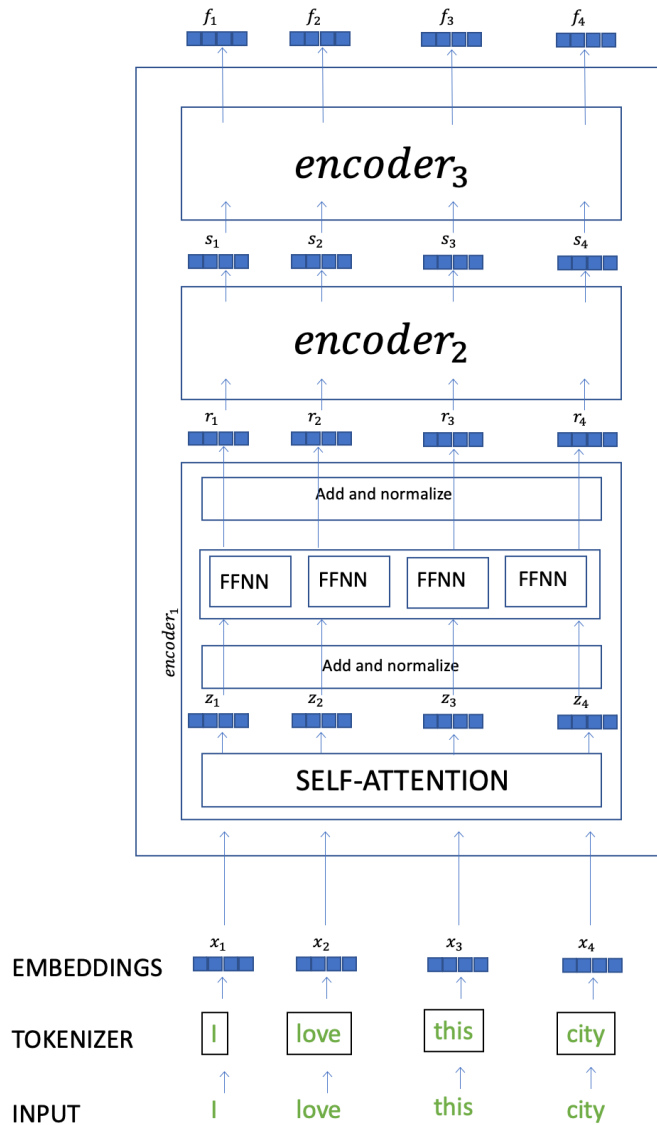 f₁ f₂ f₃ f₄
encoder₃
s₁ s₂ s₃ s₄
encoder₂
r₁ r₂ r₃ r₄
Add and normalize
FFNN FFNN FFNN FFNN
encoder₁
Add and normalize
z₁ z₂ z₃ z₄
SELF-ATTENTION
x₁ x₂ x₃ x₄
EMBEDDINGS
TOKENIZER I love this city
INPUT I love this city